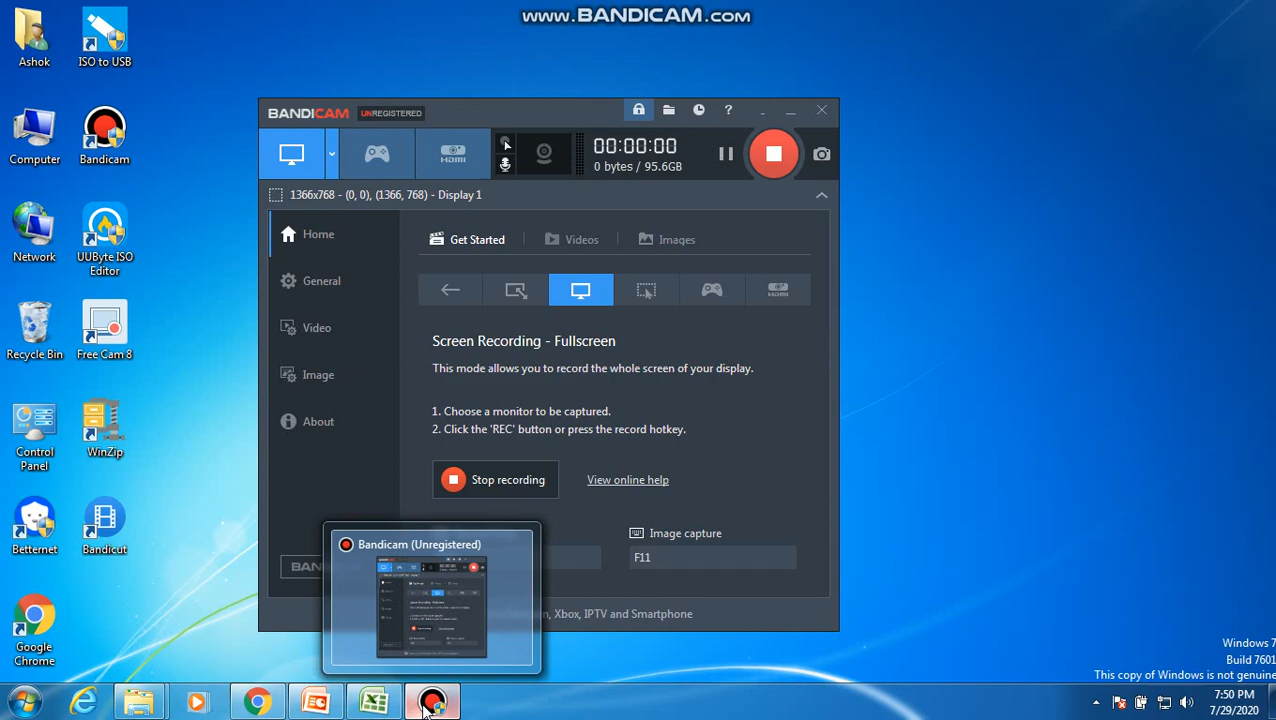 www.BANDICAM.com
Ashok
ISO to USB
Computer
Bandicam
Network
UUByte ISO
Editor
Recycle Bin
Free Cam 8
Control
Panel
WinZip
Betternet
Bandicut
Google
Chrome
BANDICAM UNREGISTERED
?
HDMI
00:00:00
0 bytes / 95.6GB
1366x768 - (0, 0), (1366, 768) - Display 1
Home
General
Video
Image
About
Get Started
Videos
Images
HDMI
Screen Recording - Fullscreen
This mode allows you to record the whole screen of your display.
1. Choose a monitor to be captured.
2. Click the 'REC' button or press the record hotkey.
Stop recording
View online help
Image capture
F11
BAN
n, Xbox, IPTV and Smartphone
Bandicam (Unregistered)
Windows 7
Build 7601
This copy of Windows is not genuine
7:50 PM
7/29/2020